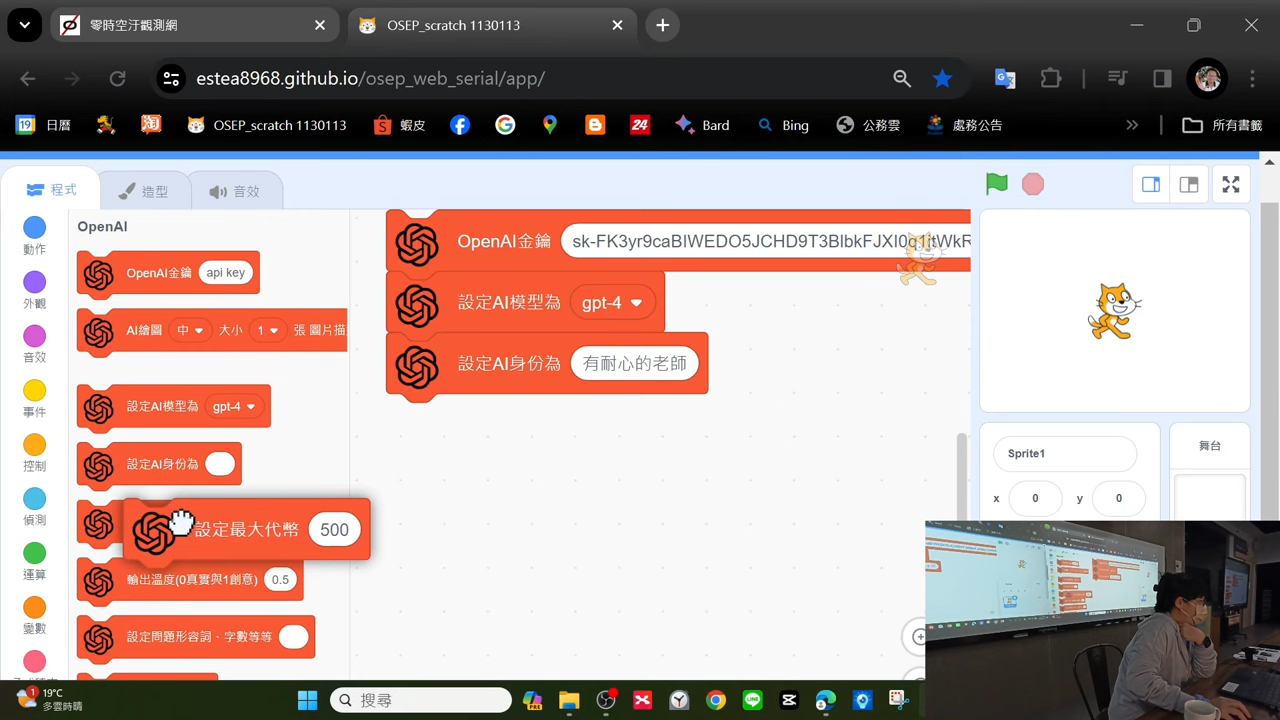 零時空汙觀測網
OSEP_scratch 1130113
estea8968.github.io/osep_web_serial/app/
19
日曆
淘
OSEP_scratch 1130113
蝦皮
24
Bard
Bing
公務雲
處務公告
所有書籤
程式
造型
音效
動作
外觀
音效
事件
控制
偵測
運算
變數
OpenAI
OpenAI金鑰 api key
AI繪圖 中 大小 1 張 圖片描
設定AI模型為 gpt-4
設定AI身份為
設定最大代幣 500
輸出溫度(0真實與1創意) 0.5
設定問題形容詞、字數等等
OpenAI金鑰
設定AI模型為 gpt-4
設定AI身份為 有耐心的老師
Sprite1
x 0 y 0
舞台
1
19°C
多雲時晴
搜尋
PRE
LINE